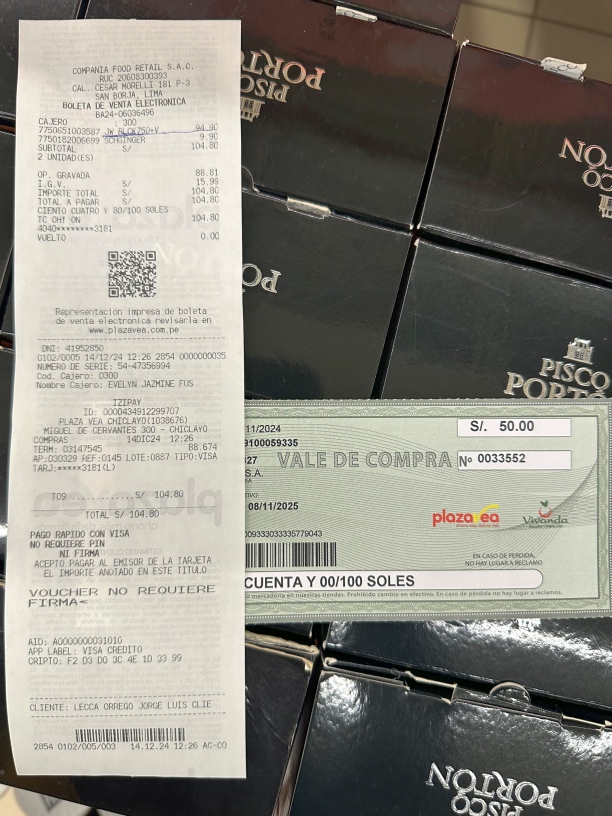 COMPANIA FOOD RETAIL S.A.C.
RUC 20608300393
CAL. CESAR MORELLI 181 P-3
SAN BORJA, LIMA
BOLETA DE VENTA ELECTRONICA
BA24-06036496
CAJERO : 300
7750651003587 JW BLCK750+V 94.90
7750182006699 SCHGINGER 9.90
SUBTOTAL S/ 104.80
2 UNIDAD(ES)
OP. GRAVADA 88.81
I.G.V. S/ 15.99
IMPORTE TOTAL S/ 104.80
TOTAL A PAGAR S/ 104.80
CIENTO CUATRO Y 80/100 SOLES
TC OH! ON 104.80
4040********3181
VUELTO 0.00
Representacion impresa de boleta
de venta electronica revisarla en
www.plazavea.com.pe
DNI: 41952850
0102/0005 14/12/24 12:26 2854 0000000035
NUMERO DE SERIE: 54-47356994
Cod. Cajero: 0300
Nombre Cajero: EVELYN JAZMINE FUS
IZIPAY
ID: 0000434912299707
PLAZA VEA CHICLAYO(1038676)
MIGUEL DE CERVANTES 300 - CHICLAYO
COMPRAS 14DIC24 12:26
TERM: 03147545 B8.674
AP:030329 REF:0145 LOTE:0887 TIPO:VISA
TARJ:*****3181(L)
TO9..............S/ 104.80
TOTAL S/ 104.80
PAGO RAPIDO CON VISA
NO REQUIERE PIN
NI FIRMA
ACEPTO PAGAR AL EMISOR DE LA TARJETA
EL IMPORTE ANOTADO EN ESTE TITULO
VOUCHER NO REQUIERE
FIRMA<
AID: A0000000031010
APP LABEL: VISA CREDITO
CRIPTO: F2 D3 D0 3C 4E 1D 33 99
CLIENTE: LECCA ORREGO JORGE LUIS CLIE
2854 0102/005/003 14.12.24 12:26 AC-CO
11/2024
S/. 50.00
9100059335
327
VALE DE COMPRA
Nº 0033552
S.A.
08/11/2025
plazavea
Vivanda
00933303333577904​3
EN CASO DE PERDIDA,
NO HAY LUGAR A RECLAMO
CUENTA Y 00/100 SOLES
mercadería en nuestras tiendas. Prohibido cambio en efectivo. En caso de pérdida no hay lugar a reclamos.
PISCO
PORTÓN
PISCO
PORTÓN
PISCO
PORTÓN